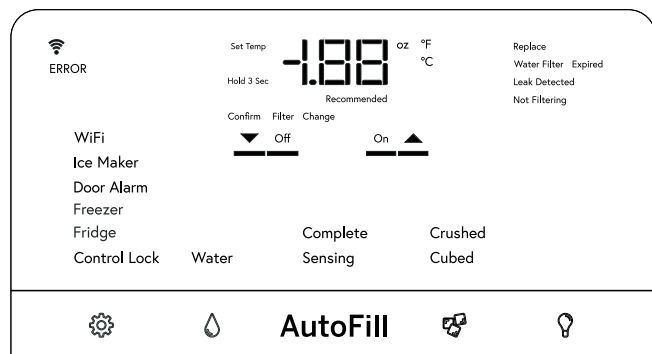 ERROR
Set Temp
-1.88 oz °F
°C
Hold 3 Sec
Recommended
Replace
Water Filter Expired
Leak Detected
Not Filtering
Confirm Filter Change
Off On
WiFi
Ice Maker
Door Alarm
Freezer
Fridge
Control Lock
Water
Complete
Sensing
Crushed
Cubed
AutoFill